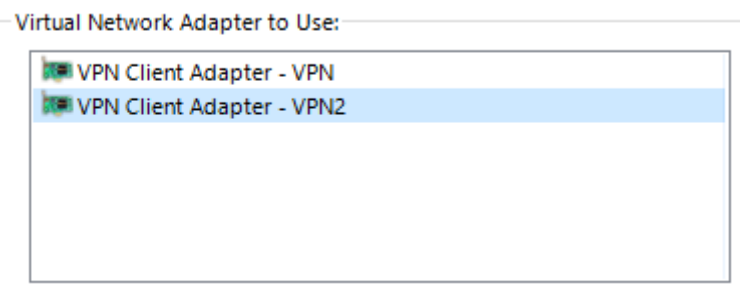 Virtual Network Adapter to Use:
VPN Client Adapter - VPN
VPN Client Adapter - VPN2